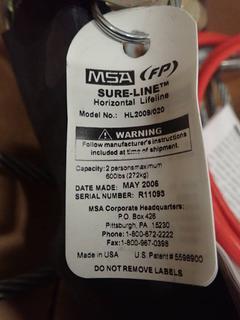 MSA (FP)
SURE-LINE™
Horizontal Lifeline
Model No.: HL2009/020
WARNING
Follow manufacturer's instructions
included at time of shipment.
Capacity: 2 persons maximum
600lbs (272kg)
DATE MADE: MAY 2006
SERIAL NUMBER: R11093
MSA Corporate Headquarters:
P.O. Box 426
Pittsburgh, PA 15230
Phone: 1-800-672-2222
Fax: 1-800-967-0398
Made in USA U.S. Patent # 5598900
DO NOT REMOVE LABELS